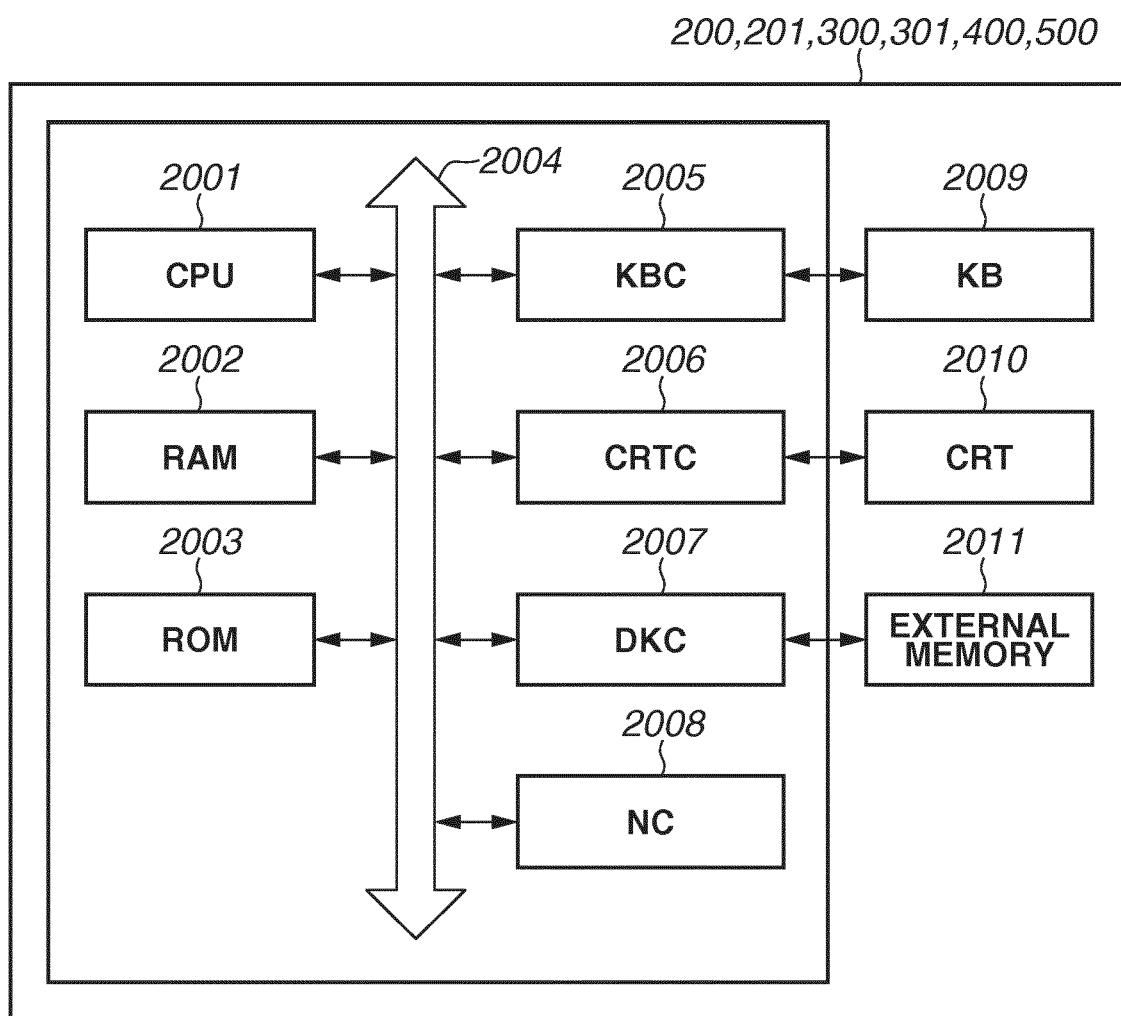 200,201,300,301,400,500
2004
2001
2005
2009
CPU
KBC
KB
2002
2006
2010
RAM
CRTC
CRT
2003
2007
2011
ROM
DKC
EXTERNAL
MEMORY
2008
NC